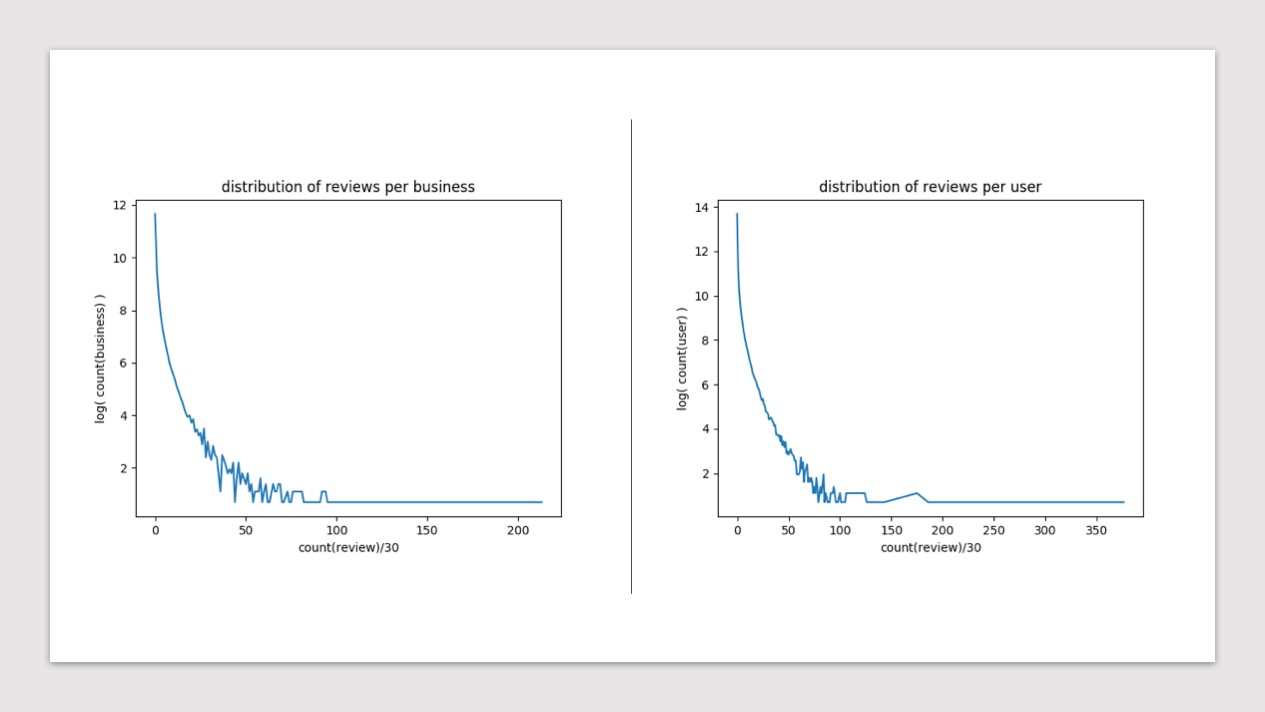 distribution of reviews per business
12
10
8
6
4
2
log( count(business) )
0 50 100 150 200
count(review)/30
distribution of reviews per user
14
12
10
8
6
4
2
log( count(user) )
0 50 100 150 200 250 300 350
count(review)/30